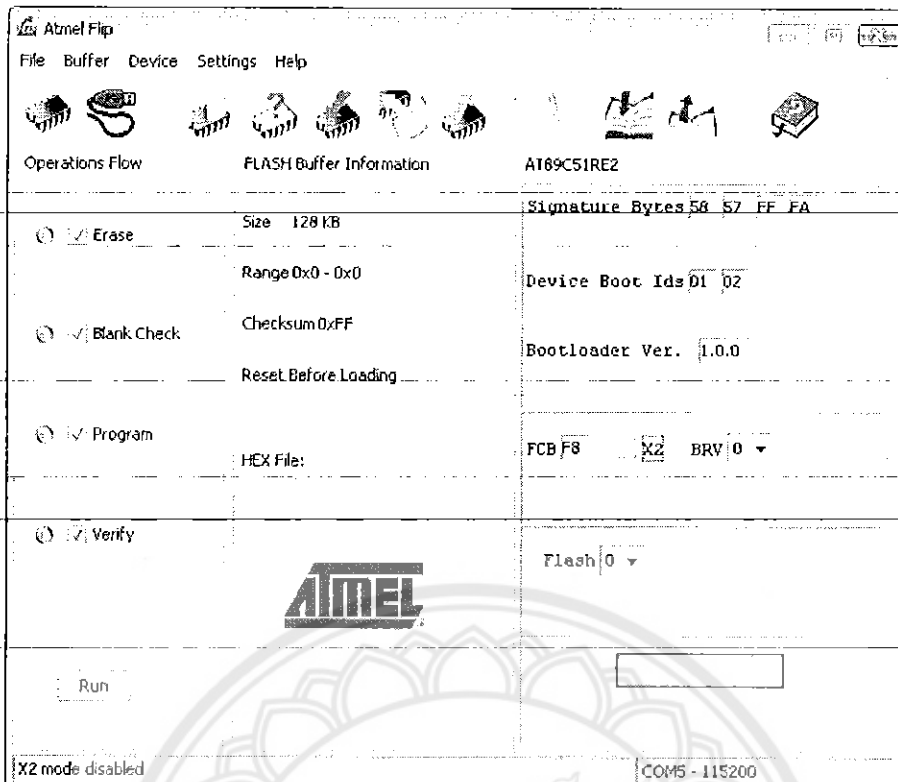 Atmel Flip
File Buffer Device Settings Help
Operations Flow
FLASH Buffer Information
AT89C51RE2
Erase
Blank Check
Program
Verify
Run
Size 128 KB
Range 0x0 - 0x0
Checksum 0xFF
Reset Before Loading
HEX File:
ATMEL
Signature Bytes 58 57 FF FA
Device Boot Ids 01 02
Bootloader Ver. 1.0.0
FCB F8 X2 BRV 0
Flash 0
X2 mode disabled
COM5 - 115200